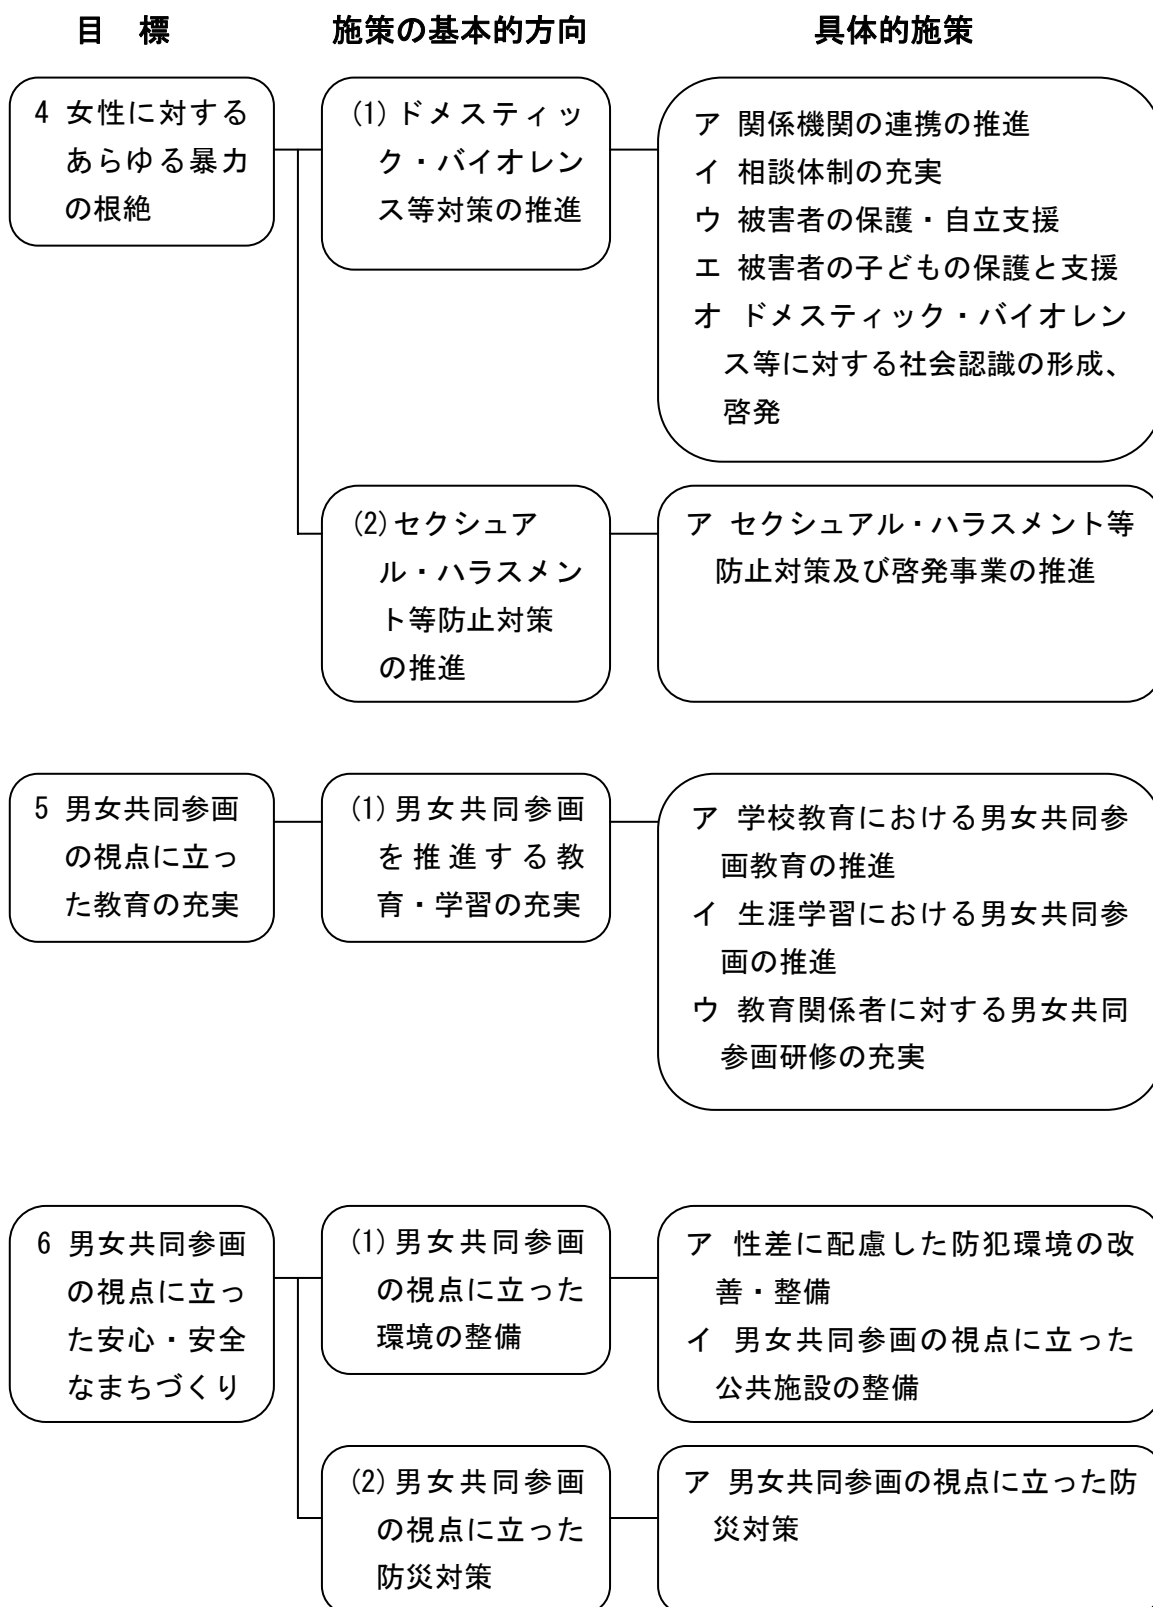 目 標
施策の基本的方向
具体的施策
4 女性に対する
あらゆる暴力
の根絶
(1)ドメスティッ
ク・バイオレン
ス等対策の推進
ア 関係機関の連携の推進
イ 相談体制の充実
ウ 被害者の保護・自立支援
エ 被害者の子どもの保護と支援
オ ドメスティック・バイオレン
ス等に対する社会認識の形成、
啓発
(2)セクシュア
ル・ハラスメン
ト等防止対策
の推進
ア セクシュアル・ハラスメント等
防止対策及び啓発事業の推進
5 男女共同参画
の視点に立っ
た教育の充実
(1)男女共同参画
を推進する教
育・学習の充実
ア 学校教育における男女共同参
画教育の推進
イ 生涯学習における男女共同参
画の推進
ウ 教育関係者に対する男女共同
参画研修の充実
6 男女共同参画
の視点に立っ
た安心・安全
なまちづくり
(1)男女共同参画
の視点に立った
環境の整備
ア 性差に配慮した防犯環境の改
善・整備
イ 男女共同参画の視点に立った
公共施設の整備
(2)男女共同参画
の視点に立った
防災対策
ア 男女共同参画の視点に立った防
災対策